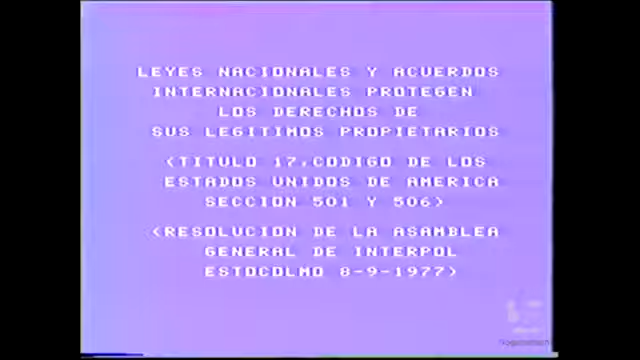 LEYES NACIONALES Y ACUERDOS
INTERNACIONALES PROTEGEN
LOS DERECHOS DE
SUS LEGITIMOS PROPIETARIOS
<TITULO 17,CODIGO DE LOS
ESTADOS UNIDOS DE AMERICA
SECCION 501 Y 506>
<RESOLUCION DE LA ASAMBLEA
GENERAL DE INTERPOL
ESTOCOLMO 8-9-1977>